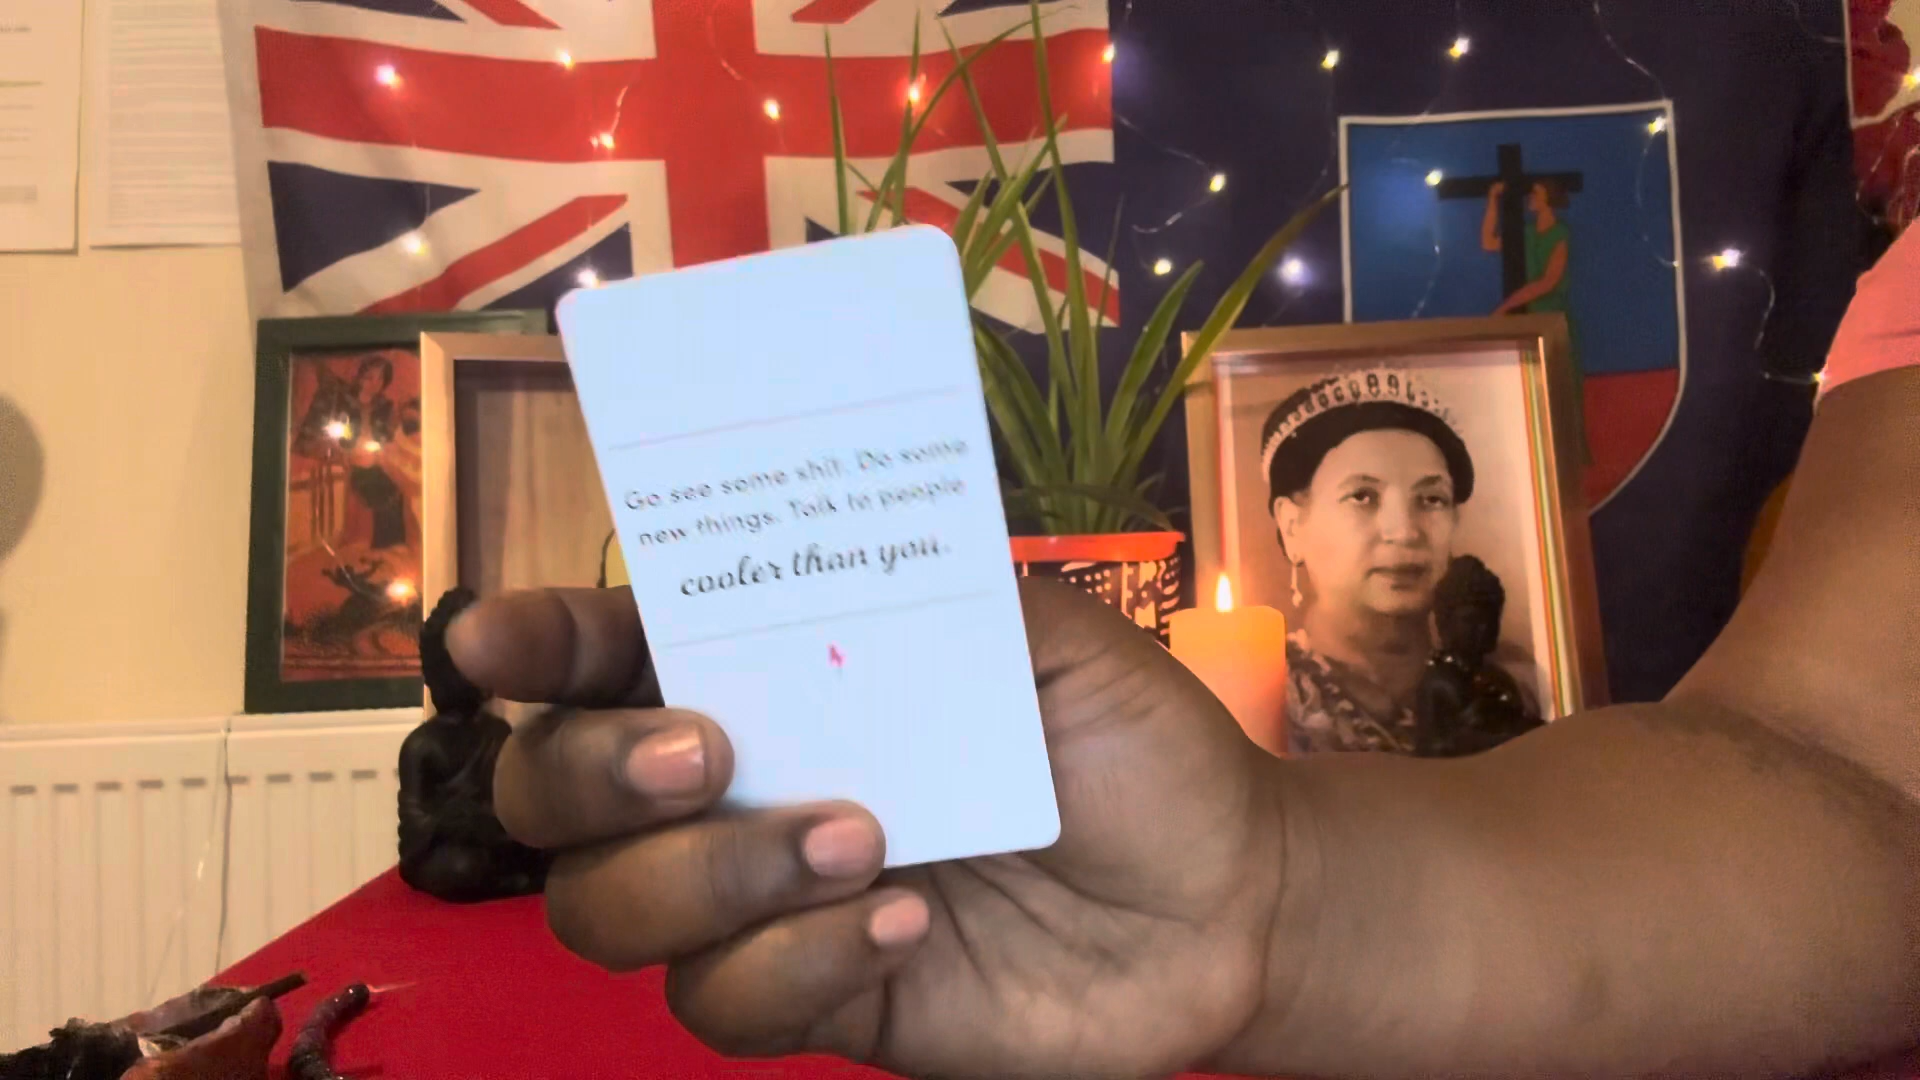 Go see some shit. Do some
new things. Talk to people
cooler than you.